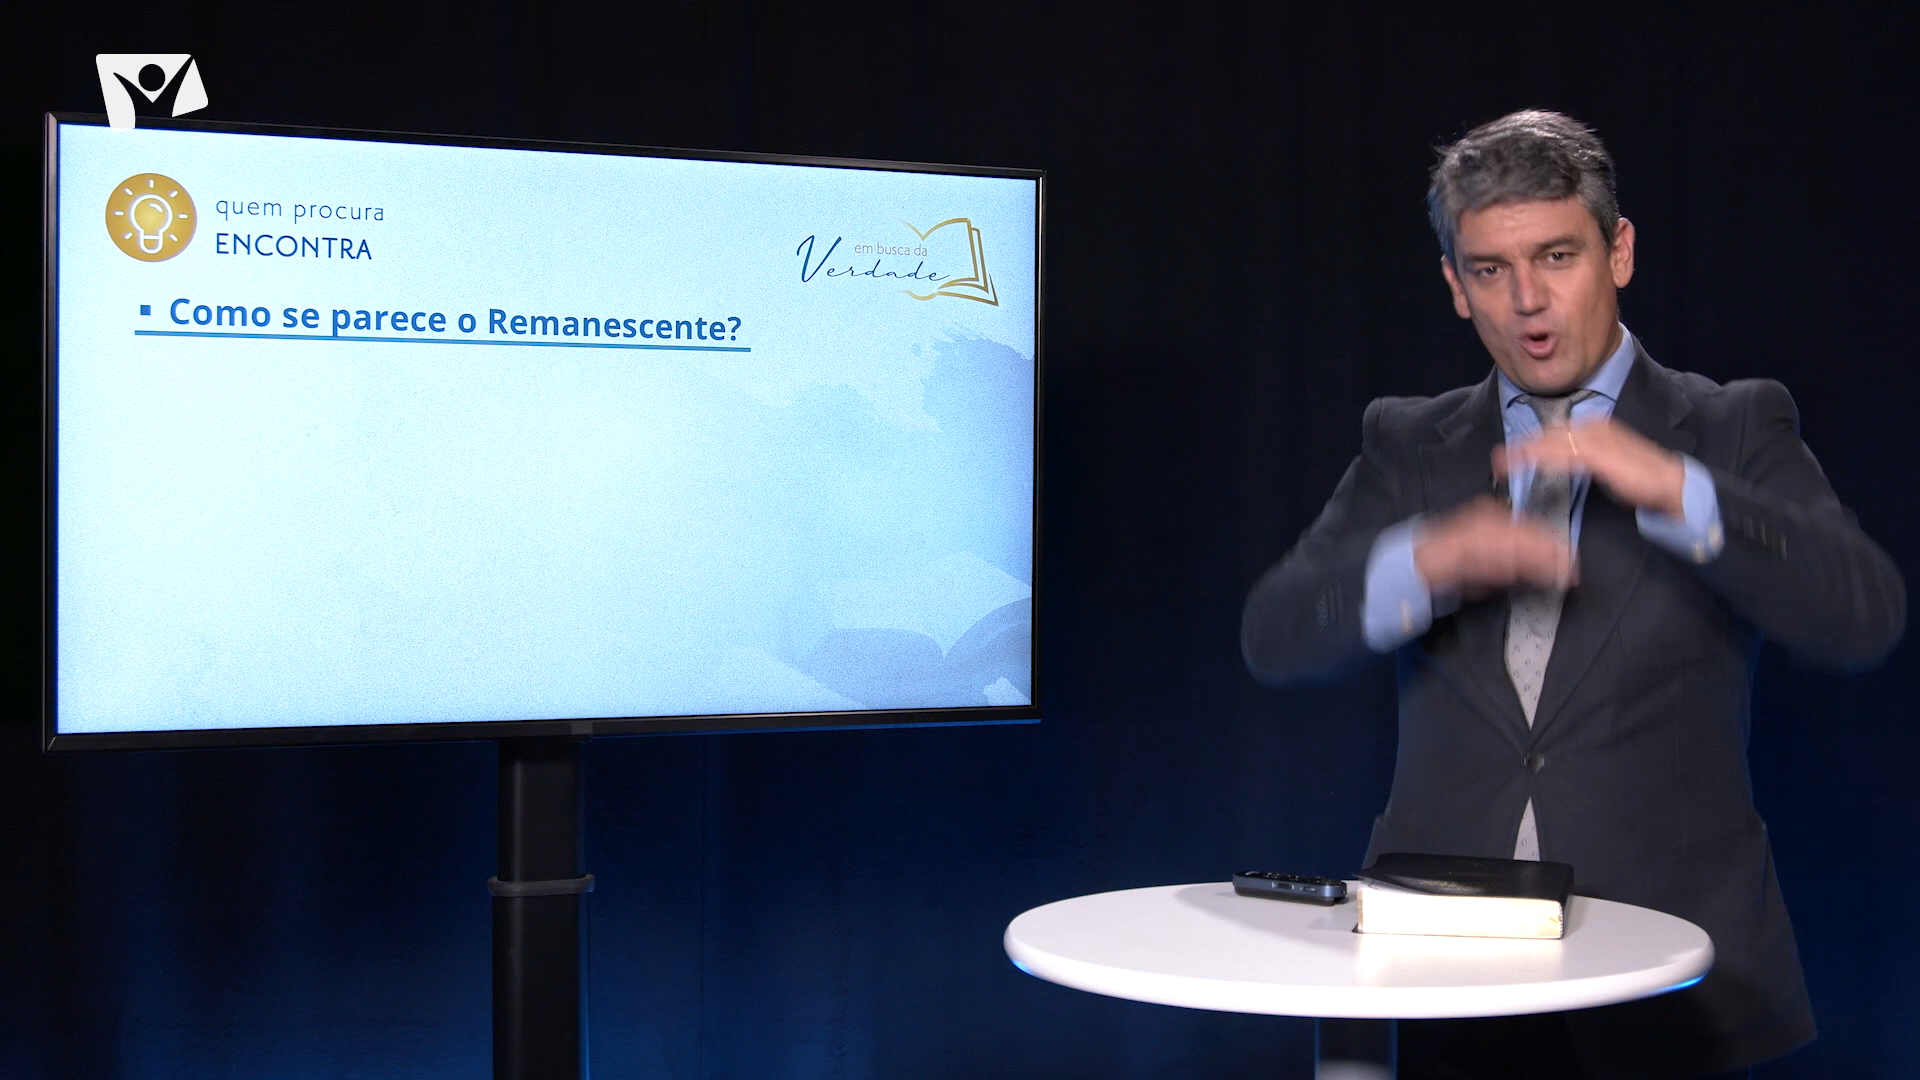 quem procura
ENCONTRA
em busca da
Verdade
▪ Como se parece o Remanescente?